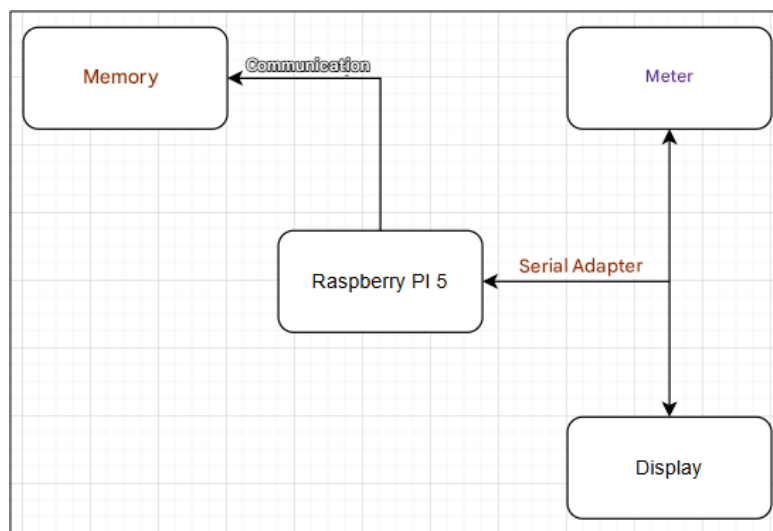 Communication
Memory
Meter
Serial Adapter
Raspberry PI 5
Display